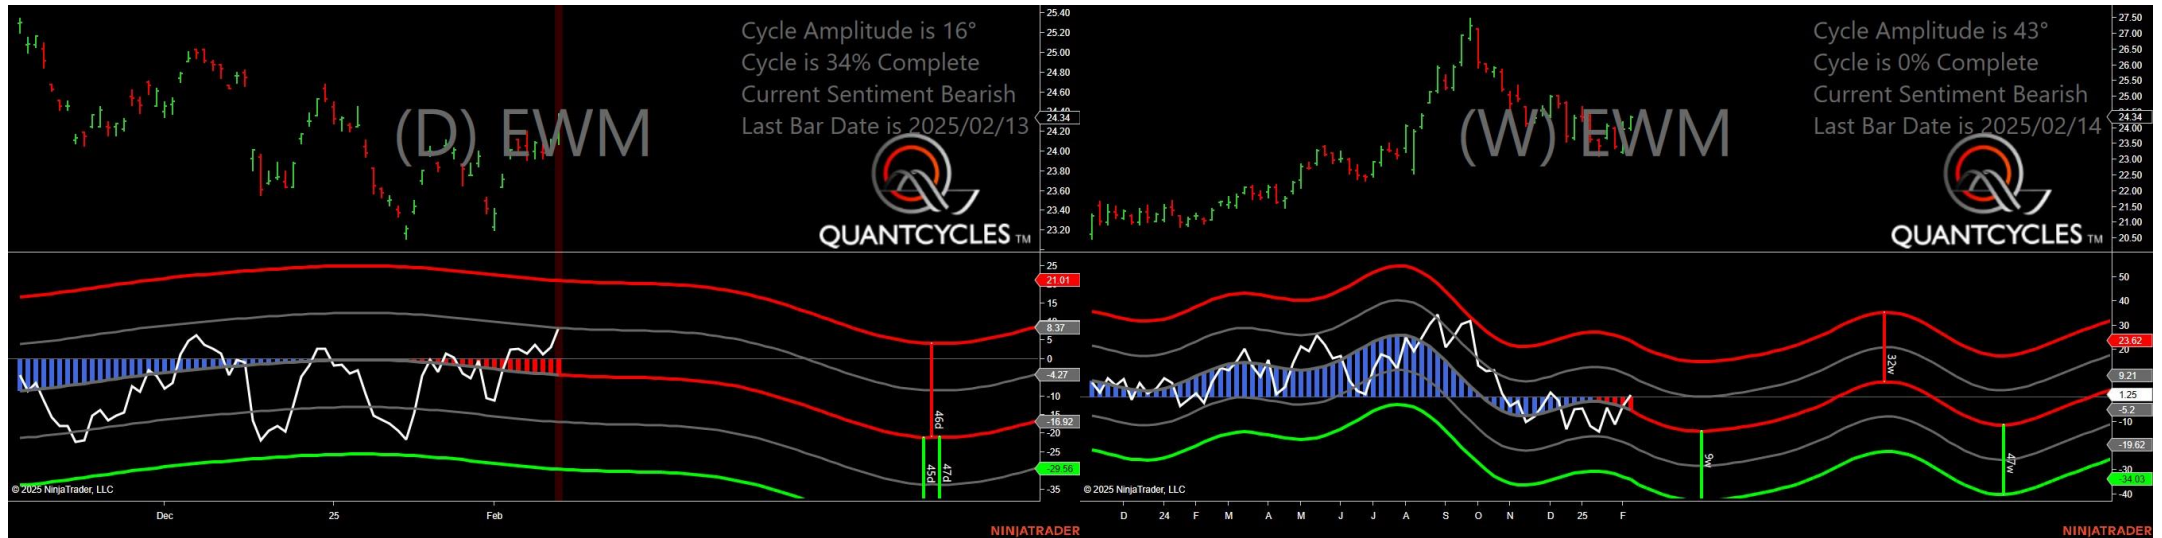 Cycle Amplitude is 16°
Cycle is 34% Complete
Current Sentiment Bearish
Last Bar Date is 2025/02/13
(D) EWM
QUANTCYCLES TM
25.40
25.20
25.00
24.80
24.60
24.40
24.34
24.20
24.00
23.80
23.60
23.40
23.20
25
21.01
15
8.37
5
0
-4.27
-10
-15
-16.92
-20
-25
-29.56
-35
46d
45d
47d
© 2025 NinjaTrader, LLC
Dec
25
Feb
NINJATRADER
Cycle Amplitude is 43°
Cycle is 0% Complete
Current Sentiment Bearish
Last Bar Date is 2025/02/14
(W) EWM
QUANTCYCLES TM
27.50
27.00
26.50
26.00
25.50
25.00
24.34
24.00
23.50
23.00
22.50
22.00
21.50
21.00
20.50
50
40
30
23.62
20
9.21
1.25
-5.2
-10
-19.62
-30
-34.03
-40
32w
9w
47w
© 2025 NinjaTrader, LLC
D
24
F
M
A
M
J
J
A
S
O
N
D
25
F
NINJATRADER